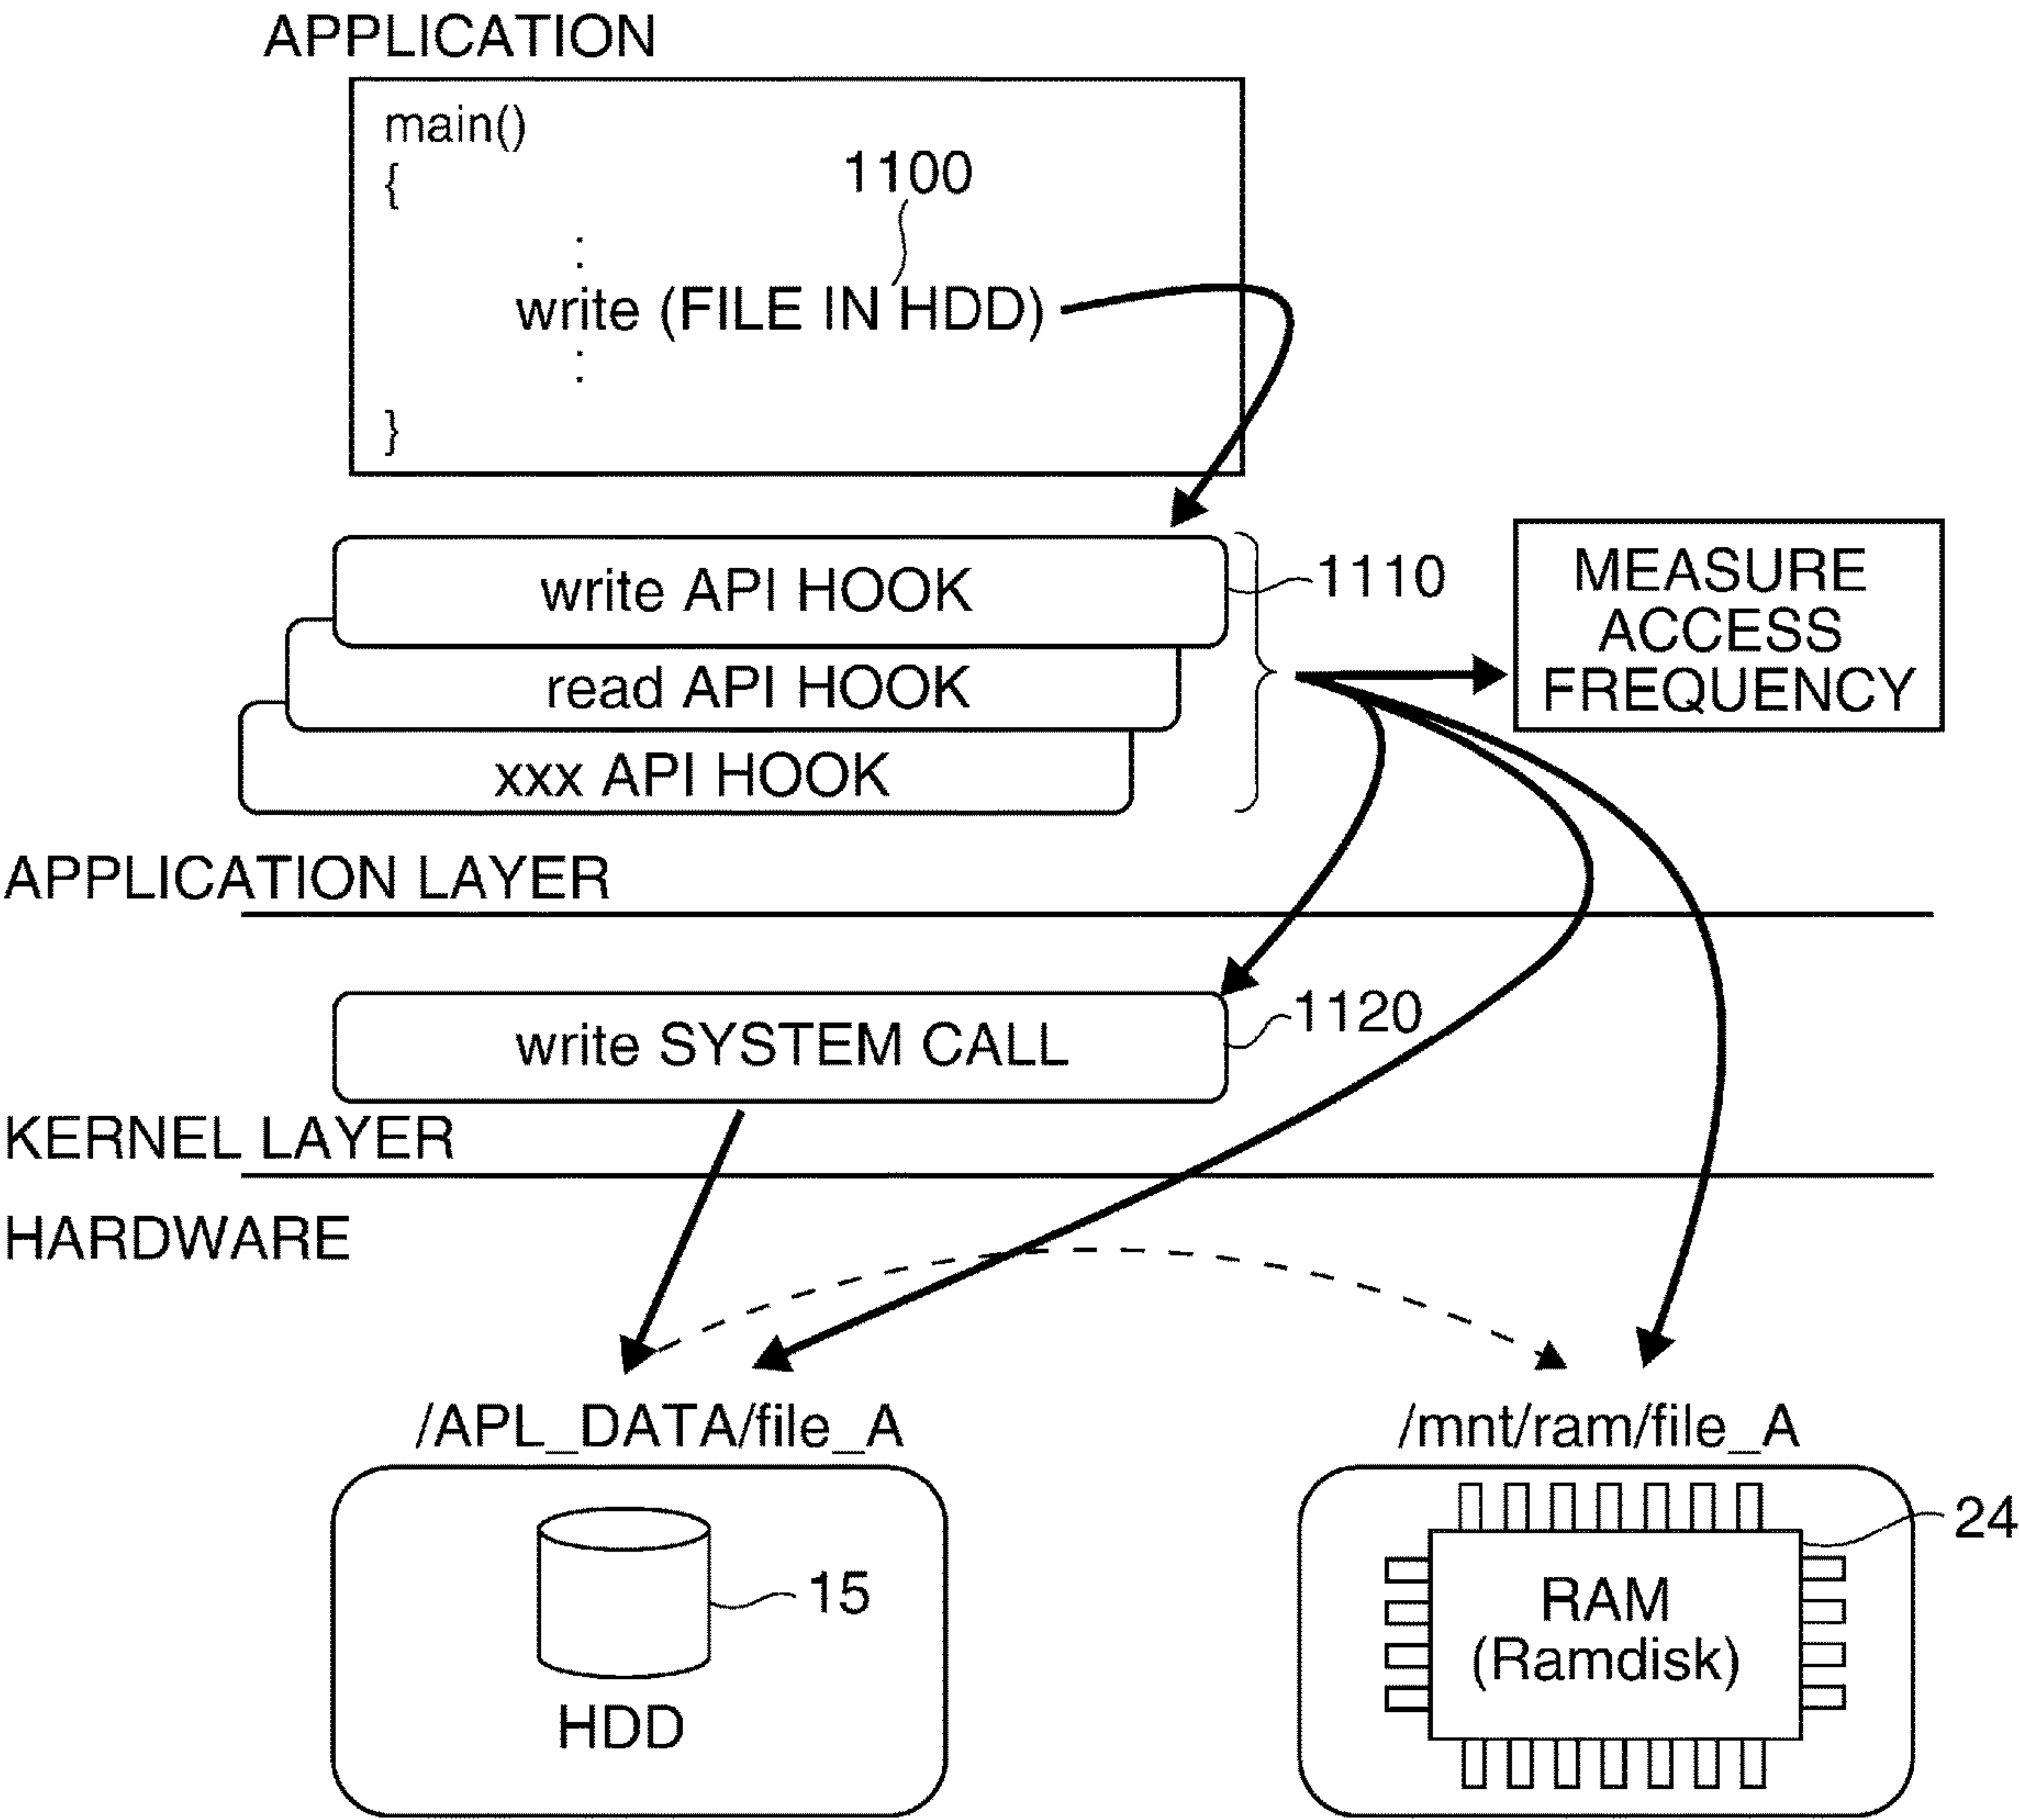 APPLICATION
main()
{
1100
:
write (FILE IN HDD)
:
}
write API HOOK
1110
read API HOOK
xxx API HOOK
MEASURE
ACCESS
FREQUENCY
APPLICATION LAYER
write SYSTEM CALL
1120
KERNEL LAYER
HARDWARE
/APL_DATA/file_A
/mnt/ram/file_A
15
HDD
24
RAM
(Ramdisk)